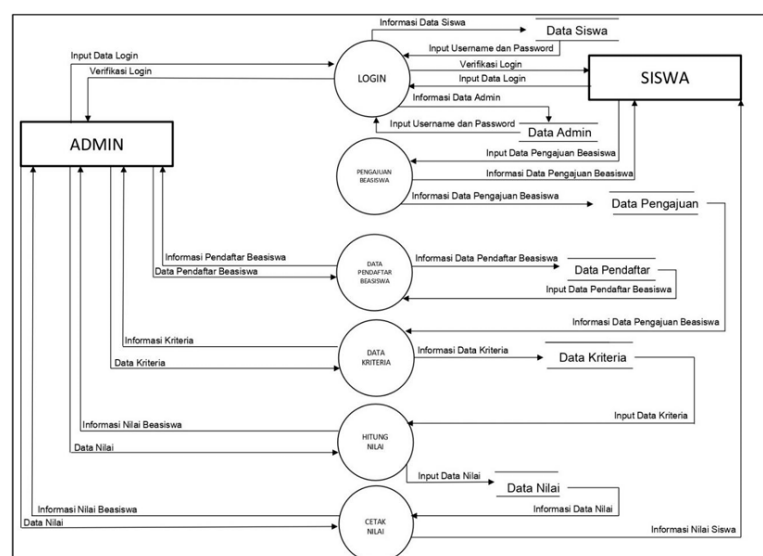 Informasi Data Siswa
Data Siswa
Input Data Login
Input Username dan Password
Verifikasi Login
LOGIN
Verifikasi Login
Input Data Login
SISWA
Informasi Data Admin
Input Username dan Password
Data Admin
ADMIN
Input Data Pengajuan Beasiswa
PENGAJUAN
BEASISWA
Informasi Data Pengajuan Beasiswa
Informasi Data Pengajuan Beasiswa
Data Pengajuan
Informasi Pendaftar Beasiswa
Data Pendaftar Beasiswa
DATA
PENDAFTAR
BEASISWA
Informasi Data Pendaftar Beasiswa
Data Pendaftar
Input Data Pendaftar Beasiswa
Informasi Data Pengajuan Beasiswa
Informasi Kriteria
Data Kriteria
DATA
KRITERIA
Informasi Data Kriteria
Data Kriteria
Input Data Kriteria
Informasi Nilai Beasiswa
Data Nilai
HITUNG
NILAI
Input Data Nilai
Data Nilai
Informasi Data Nilai
Informasi Nilai Beasiswa
Data Nilai
CETAK
NILAI
Informasi Nilai Siswa